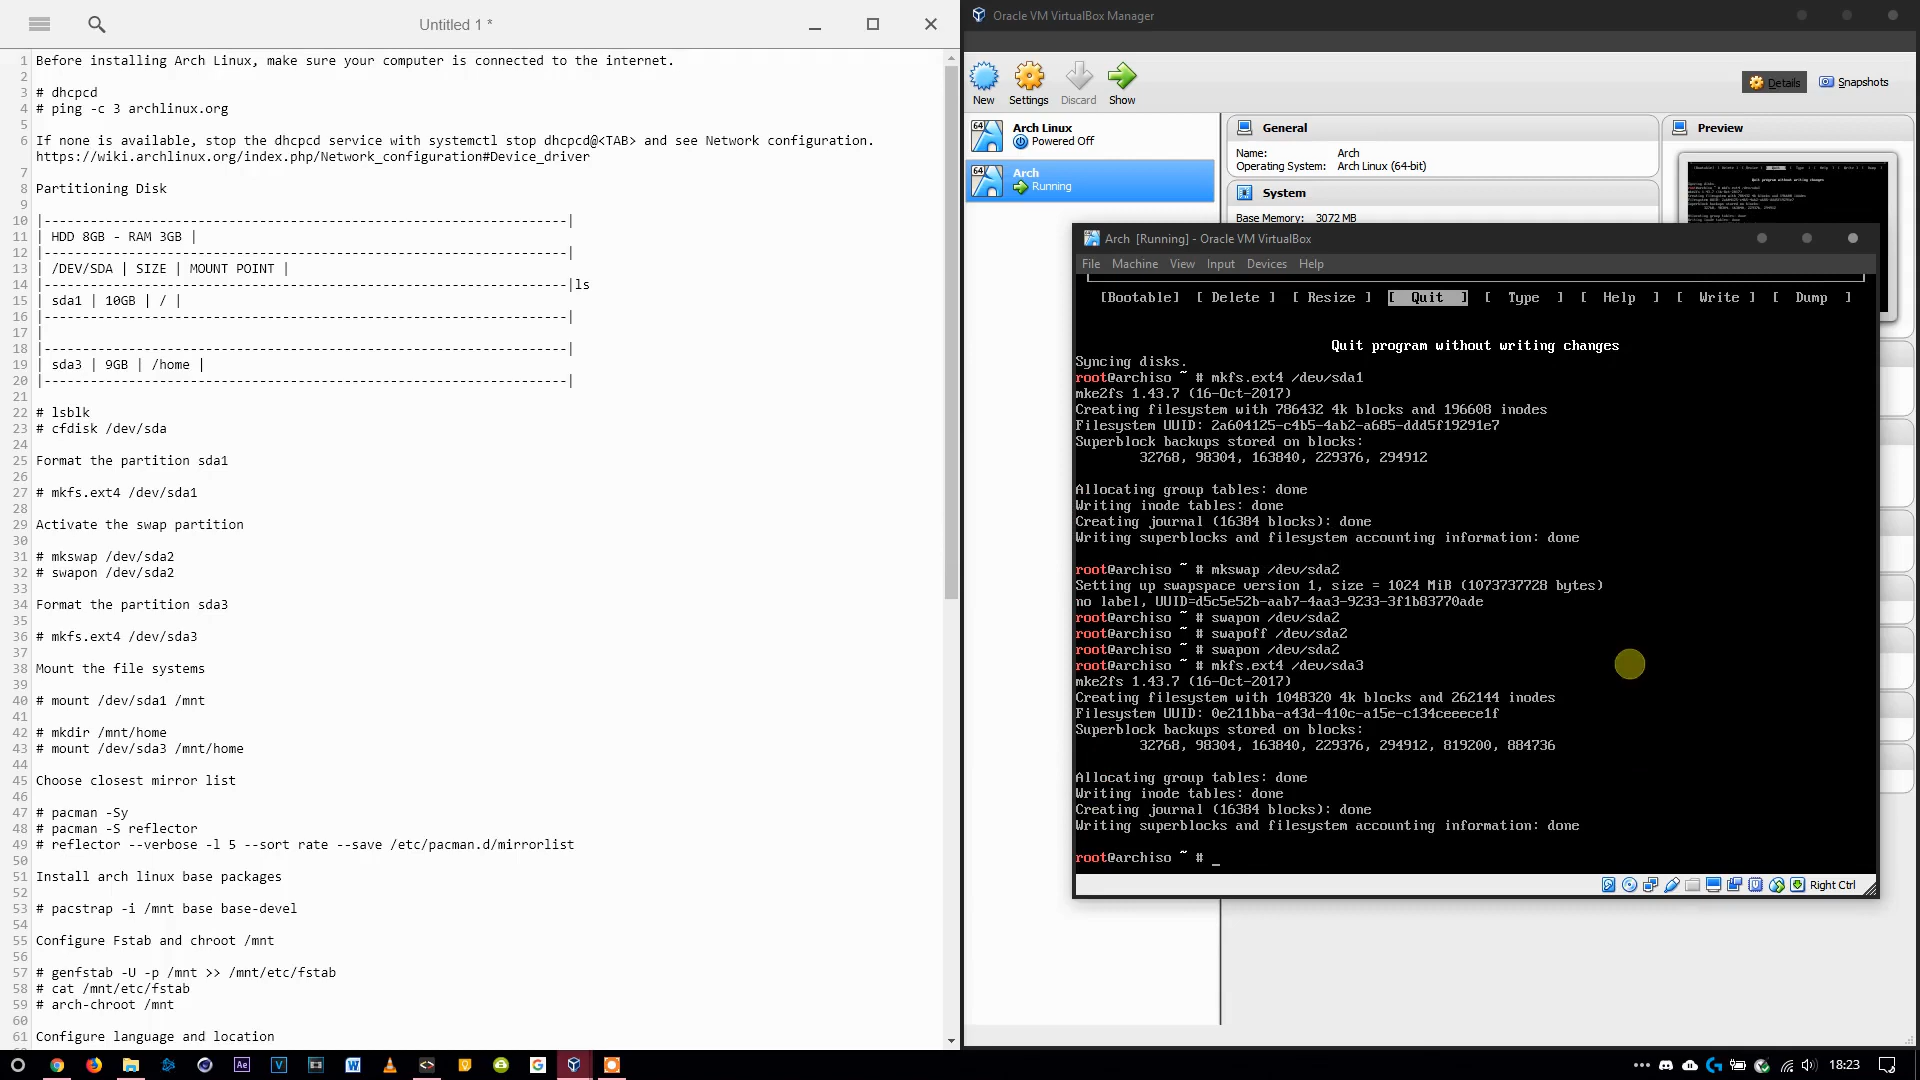 Untitled 1 *
1 Before installing Arch Linux, make sure your computer is connected to the internet.
2
3 # dhcpcd
4 # ping -c 3 archlinux.org
5
6 If none is available, stop the dhcpcd service with systemctl stop dhcpcd@<TAB> and see Network configuration.
https://wiki.archlinux.org/index.php/Network_configuration#Device_driver
7
8 Partitioning Disk
9
10 |--------------------------------------------------------------------|
11 | HDD 8GB - RAM 3GB |
12 |--------------------------------------------------------------------|
13 | /DEV/SDA | SIZE | MOUNT POINT |
14 |--------------------------------------------------------------------|ls
15 | sda1 | 10GB | / |
16 |--------------------------------------------------------------------|
17 |
18 |--------------------------------------------------------------------|
19 | sda3 | 9GB | /home |
20 |--------------------------------------------------------------------|
21
22 # lsblk
23 # cfdisk /dev/sda
24
25 Format the partition sda1
26
27 # mkfs.ext4 /dev/sda1
28
29 Activate the swap partition
30
31 # mkswap /dev/sda2
32 # swapon /dev/sda2
33
34 Format the partition sda3
35
36 # mkfs.ext4 /dev/sda3
37
38 Mount the file systems
39
40 # mount /dev/sda1 /mnt
41
42 # mkdir /mnt/home
43 # mount /dev/sda3 /mnt/home
44
45 Choose closest mirror list
46
47 # pacman -Sy
48 # pacman -S reflector
49 # reflector --verbose -l 5 --sort rate --save /etc/pacman.d/mirrorlist
50
51 Install arch linux base packages
52
53 # pacstrap -i /mnt base base-devel
54
55 Configure Fstab and chroot /mnt
56
57 # genfstab -U -p /mnt >> /mnt/etc/fstab
58 # cat /mnt/etc/fstab
59 # arch-chroot /mnt
60
61 Configure language and location
Oracle VM VirtualBox Manager
New Settings Discard Show
Details Snapshots
64 Arch Linux
Powered Off
64 Arch
Running
General
Name: Arch
Operating System: Arch Linux (64-bit)
System
Base Memory: 3072 MB
Preview
Arch [Running] - Oracle VM VirtualBox
File Machine View Input Devices Help
[Bootable] [ Delete ] [ Resize ] [ Quit ] [ Type ] [ Help ] [ Write ] [ Dump ]
Quit program without writing changes
Syncing disks.
root@archiso ~ # mkfs.ext4 /dev/sda1
mke2fs 1.43.7 (16-Oct-2017)
Creating filesystem with 786432 4k blocks and 196608 inodes
Filesystem UUID: 2a604125-c4b5-4ab2-a685-ddd5f19291e7
Superblock backups stored on blocks:
32768, 98304, 163840, 229376, 294912
Allocating group tables: done
Writing inode tables: done
Creating journal (16384 blocks): done
Writing superblocks and filesystem accounting information: done
root@archiso ~ # mkswap /dev/sda2
Setting up swapspace version 1, size = 1024 MiB (1073737728 bytes)
no label, UUID=d5c5e52b-aab7-4aa3-9233-3f1b83770ade
root@archiso ~ # swapon /dev/sda2
root@archiso ~ # swapoff /dev/sda2
root@archiso ~ # swapon /dev/sda2
root@archiso ~ # mkfs.ext4 /dev/sda3
mke2fs 1.43.7 (16-Oct-2017)
Creating filesystem with 1048320 4k blocks and 262144 inodes
Filesystem UUID: 0e211bba-a43d-410c-a15e-c134ceeece1f
Superblock backups stored on blocks:
32768, 98304, 163840, 229376, 294912, 819200, 884736
Allocating group tables: done
Writing inode tables: done
Creating journal (16384 blocks): done
Writing superblocks and filesystem accounting information: done
root@archiso ~ # _
Right Ctrl
18:23